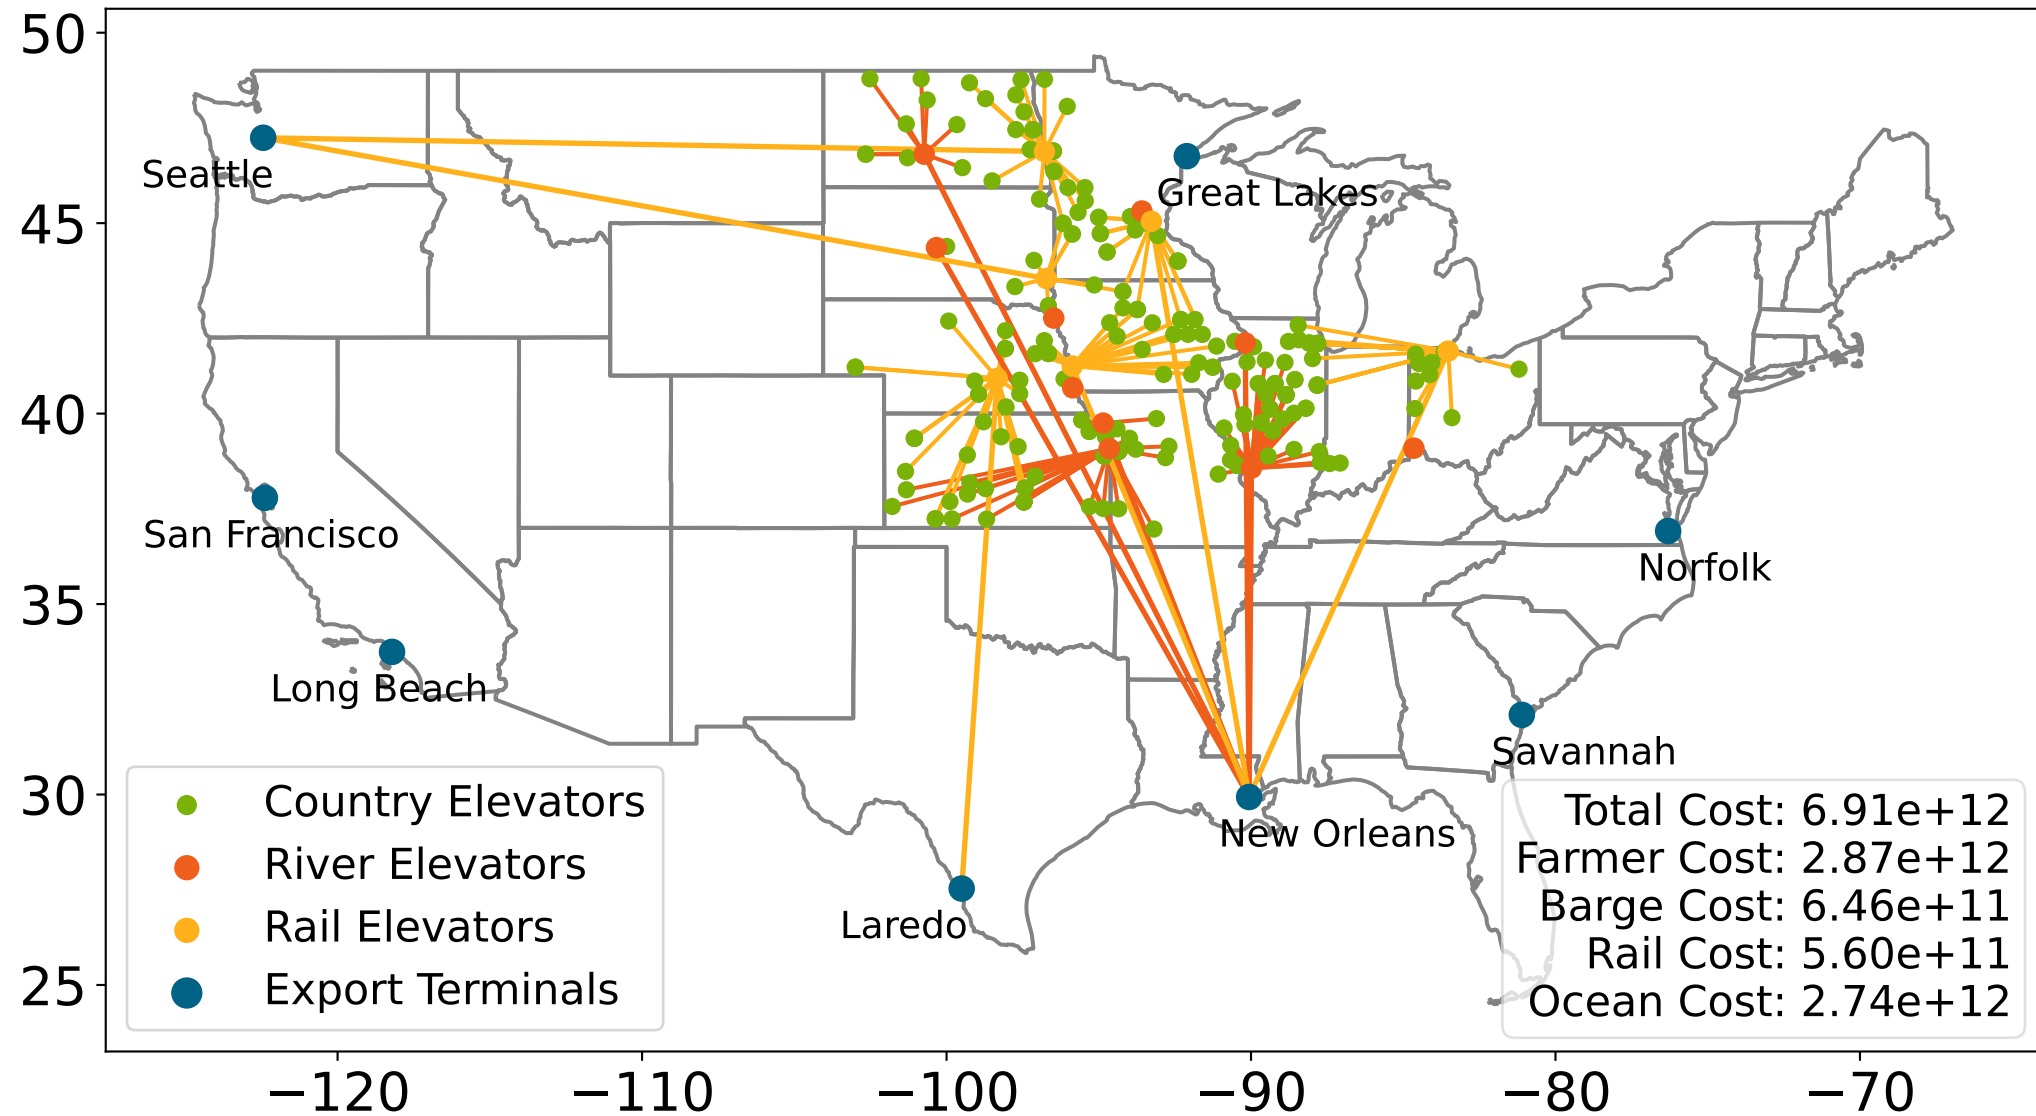 50
45
40
35
30
25
−120
−110
−100
−90
−80
−70
Seattle
Great Lakes
San Francisco
Norfolk
Long Beach
Savannah
New Orleans
Laredo
Country Elevators
River Elevators
Rail Elevators
Export Terminals
Total Cost: 6.91e+12
Farmer Cost: 2.87e+12
Barge Cost: 6.46e+11
Rail Cost: 5.60e+11
Ocean Cost: 2.74e+12